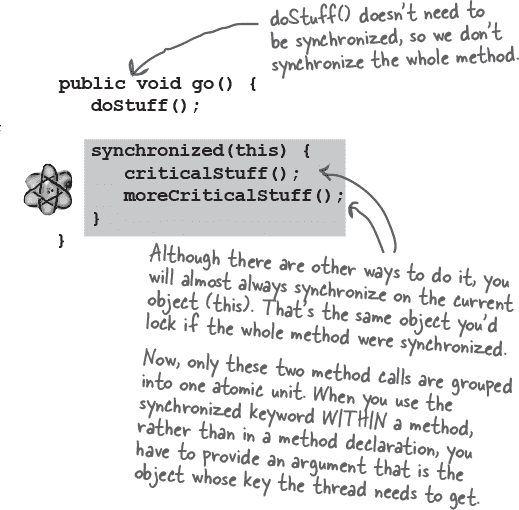 doStuff() doesn't need to
be synchronized, so we don't
synchronize the whole method.
public void go() {
doStuff();
synchronized(this) {
criticalStuff();
moreCriticalStuff();
}
}
Although there are other ways to do it, you
will almost always synchronize on the current
object (this). That's the same object you'd
lock if the whole method were synchronized.
Now, only these two method calls are grouped
into one atomic unit. When you use the
synchronized keyword WITHIN a method,
rather than in a method declaration, you
have to provide an argument that is the
object whose key the thread needs to get.